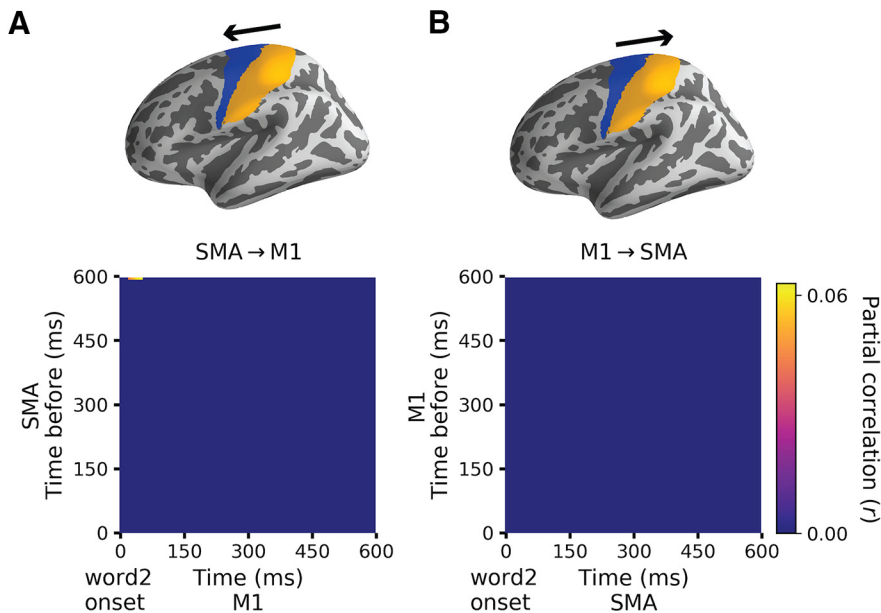 A
B
SMA→M1
M1→SMA
600
450
300
150
0
SMA
Time before (ms)
0
150
300
450
600
word2
onset
Time (ms)
M1
600
450
300
150
0
M1
Time before (ms)
0
150
300
450
600
word2
onset
Time (ms)
SMA
0.06
0.00
Partial correlation (r)